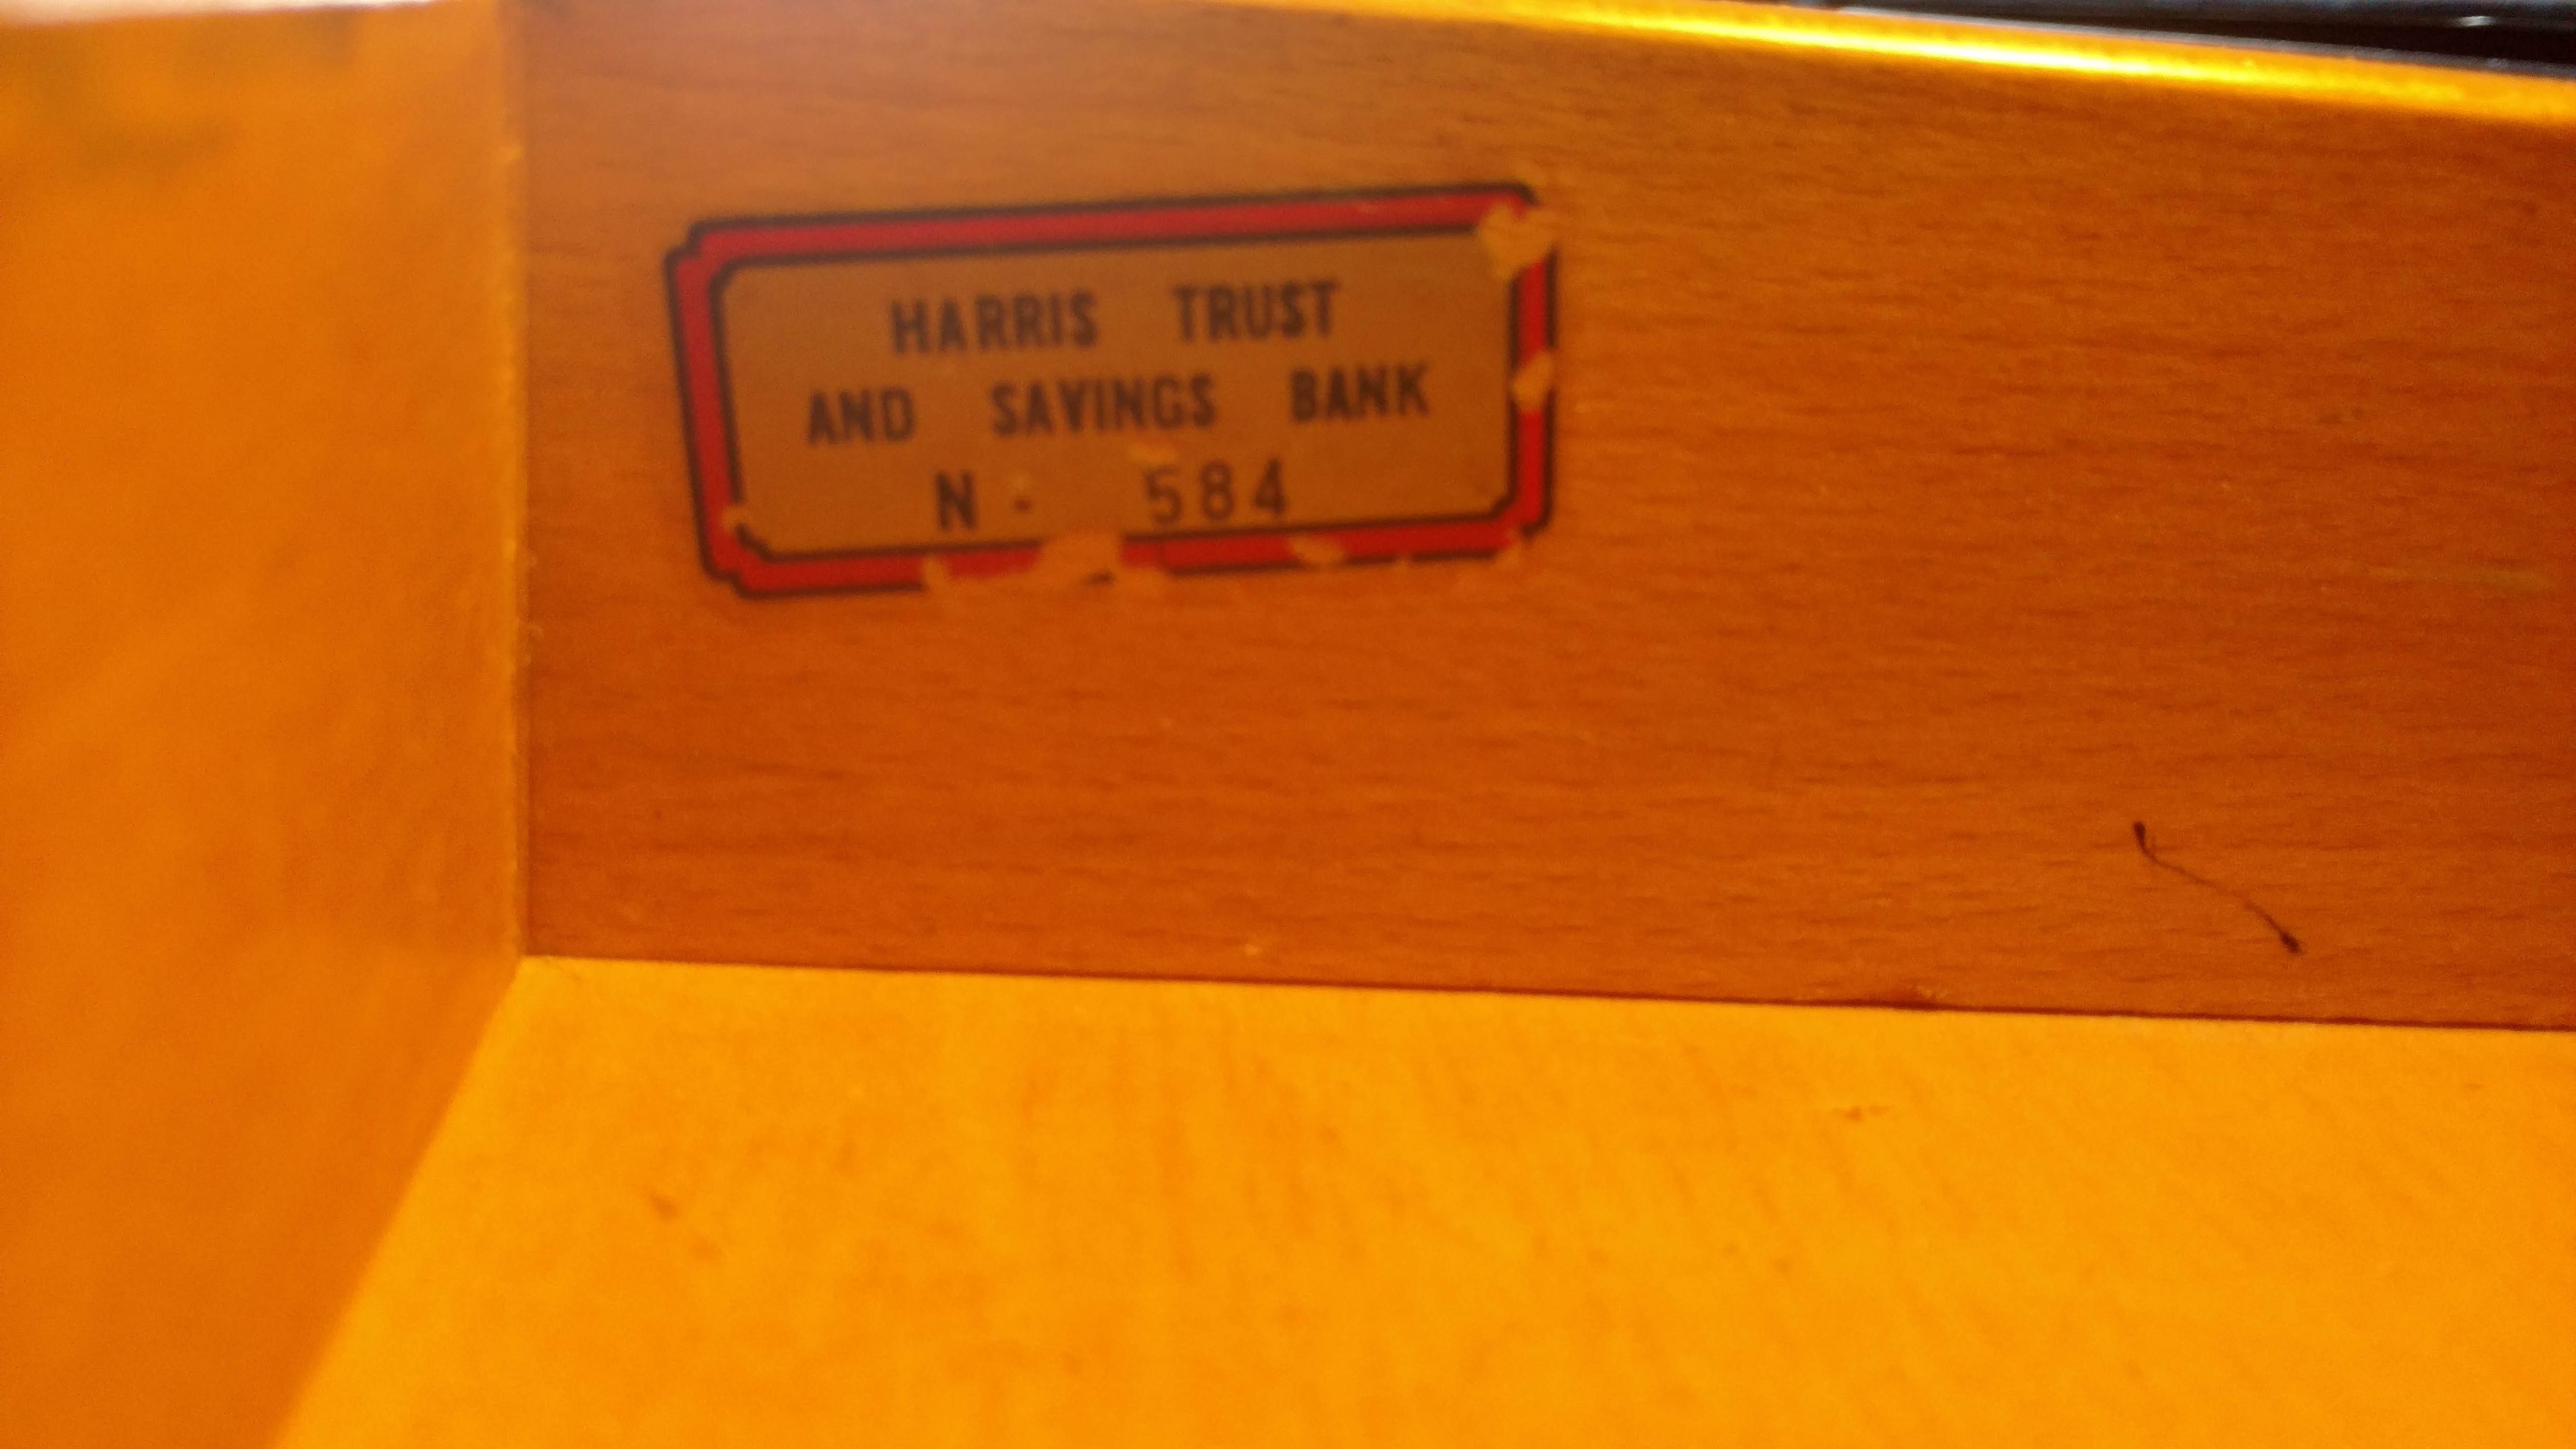 HARRIS TRUST
AND SAVINGS BANK
N - 584